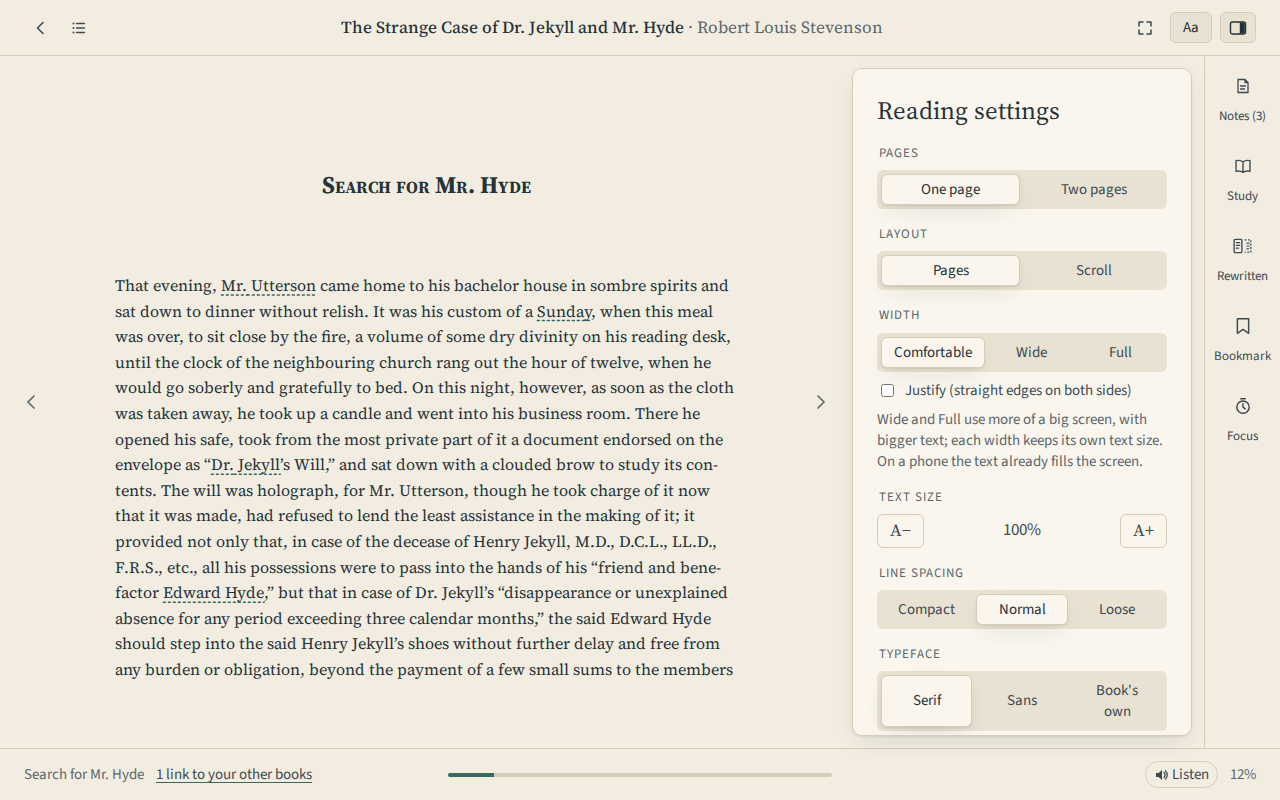 The Strange Case of Dr. Jekyll and Mr. Hyde · Robert Louis Stevenson
Aa
Search for Mr. Hyde
That evening, Mr. Utterson came home to his bachelor house in sombre spirits and
sat down to dinner without relish. It was his custom of a Sunday, when this meal
was over, to sit close by the fire, a volume of some dry divinity on his reading desk,
until the clock of the neighbouring church rang out the hour of twelve, when he
would go soberly and gratefully to bed. On this night, however, as soon as the cloth
was taken away, he took up a candle and went into his business room. There he
opened his safe, took from the most private part of it a document endorsed on the
envelope as “Dr. Jekyll’s Will,” and sat down with a clouded brow to study its con-
tents. The will was holograph, for Mr. Utterson, though he took charge of it now
that it was made, had refused to lend the least assistance in the making of it; it
provided not only that, in case of the decease of Henry Jekyll, M.D., D.C.L., LL.D.,
F.R.S., etc., all his possessions were to pass into the hands of his “friend and bene-
factor Edward Hyde,” but that in case of Dr. Jekyll’s “disappearance or unexplained
absence for any period exceeding three calendar months,” the said Edward Hyde
should step into the said Henry Jekyll’s shoes without further delay and free from
any burden or obligation, beyond the payment of a few small sums to the members
Reading settings
PAGES
One page
Two pages
LAYOUT
Pages
Scroll
WIDTH
Comfortable
Wide
Full
Justify (straight edges on both sides)
Wide and Full use more of a big screen, with
bigger text; each width keeps its own text size.
On a phone the text already fills the screen.
TEXT SIZE
A−
100%
A+
LINE SPACING
Compact
Normal
Loose
TYPEFACE
Serif
Sans
Book's
own
Notes (3)
Study
Rewritten
Bookmark
Focus
Search for Mr. Hyde
1 link to your other books
Listen
12%